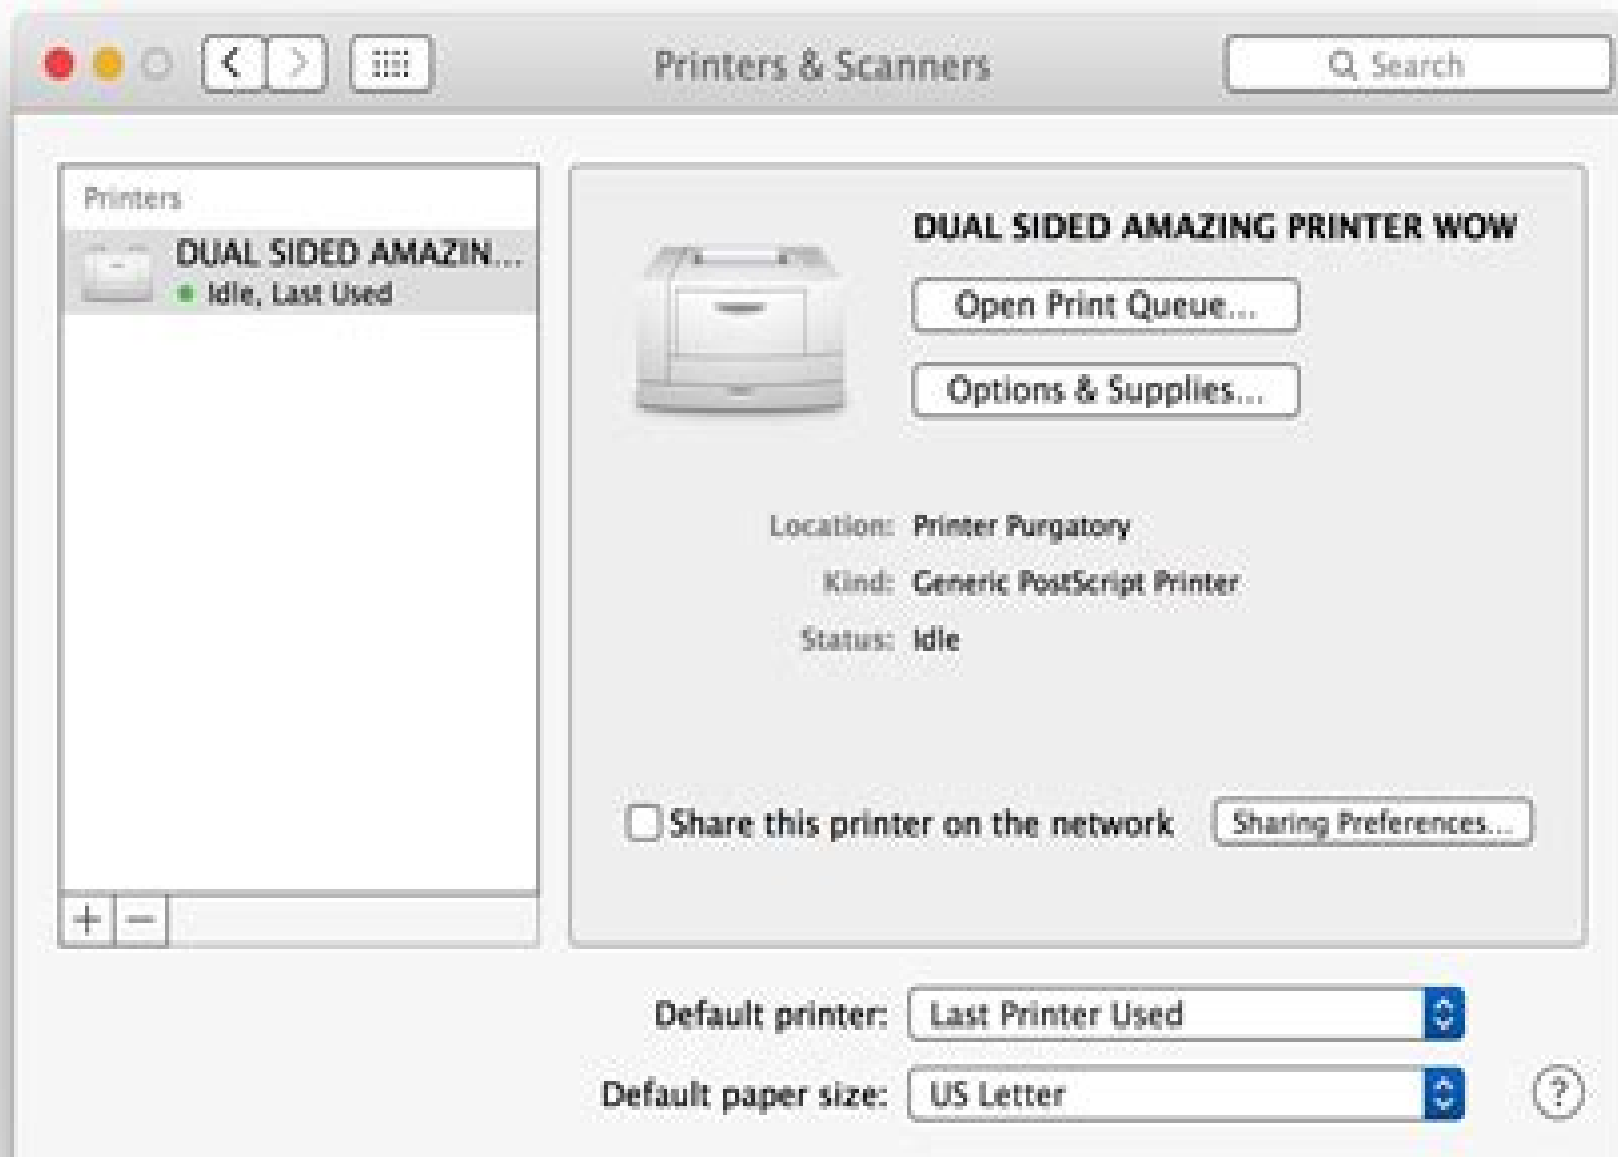 Printers & Scanners
Search
Printers
DUAL SIDED AMAZIN...
Idle, Last Used
DUAL SIDED AMAZING PRINTER WOW
Open Print Queue...
Options & Supplies...
Location: Printer Purgatory
Kind: Generic PostScript Printer
Status: Idle
Share this printer on the network
Sharing Preferences...
+ −
Default printer: Last Printer Used
Default paper size: US Letter
?